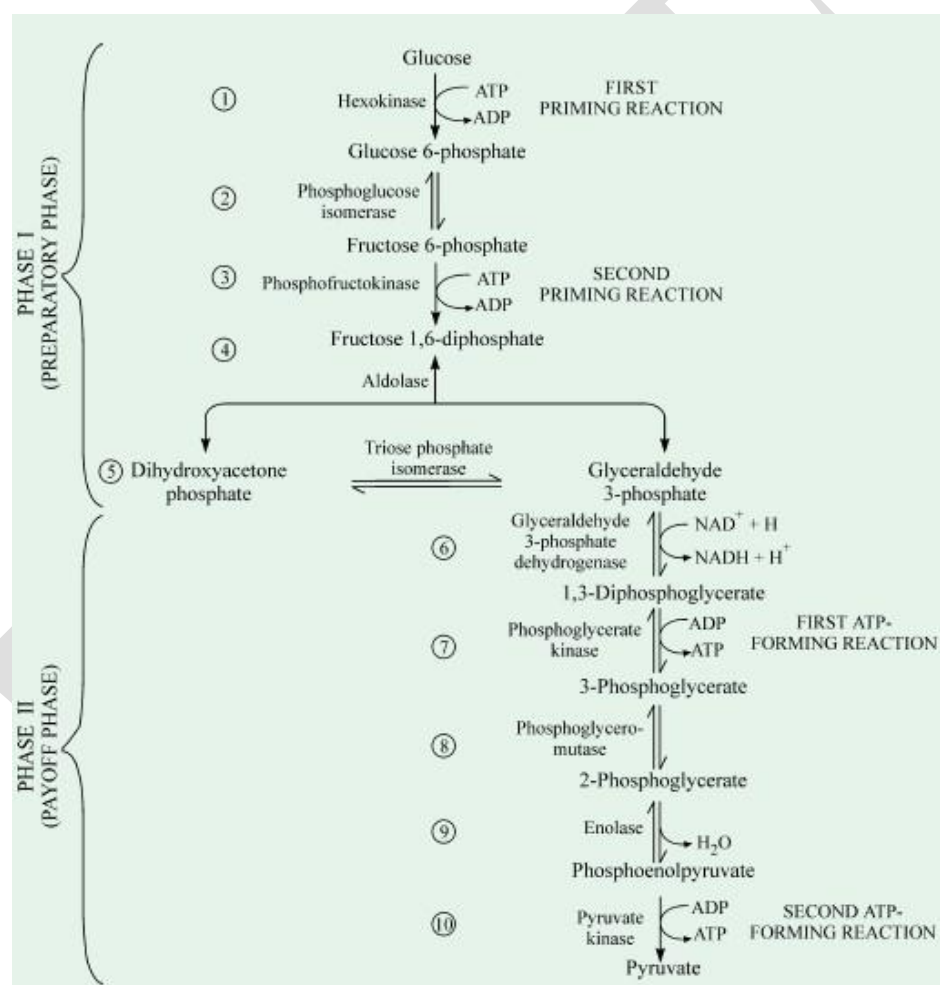 Glucose
①
Hexokinase
ATP
ADP
FIRST
PRIMING REACTION
Glucose 6-phosphate
②
Phosphoglucose
isomerase
Fructose 6-phosphate
③
Phosphofructokinase
ATP
ADP
SECOND
PRIMING REACTION
Fructose 1,6-diphosphate
④
Aldolase
PHASE I
(PREPARATORY PHASE)
⑤ Dihydroxyacetone
phosphate
Triose phosphate
isomerase
Glyceraldehyde
3-phosphate
⑥
Glyceraldehyde
3-phosphate
dehydrogenase
NAD⁺ + H
NADH + H⁺
1,3-Diphosphoglycerate
⑦
Phosphoglycerate
kinase
ADP
ATP
FIRST ATP-
FORMING REACTION
3-Phosphoglycerate
⑧
Phosphoglycero-
mutase
2-Phosphoglycerate
⑨
Enolase
H₂O
Phosphoenolpyruvate
⑩
Pyruvate
kinase
ADP
ATP
SECOND ATP-
FORMING REACTION
Pyruvate
PHASE II
(PAYOFF PHASE)